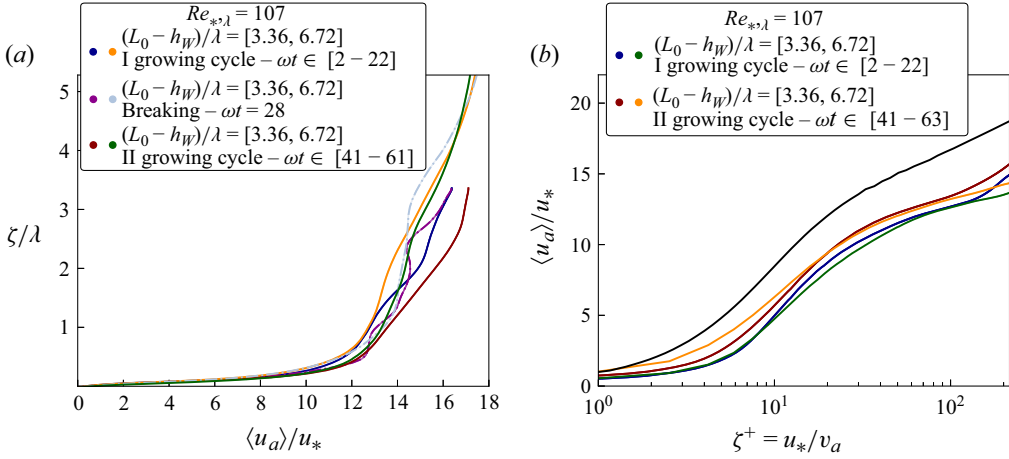 (a)
Re*,λ = 107
(L0 – hW)/λ = [3.36, 6.72]
I growing cycle – ωt ∈ [2 – 22]
(L0 – hW)/λ = [3.36, 6.72]
Breaking – ωt = 28
(L0 – hW)/λ = [3.36, 6.72]
II growing cycle – ωt ∈ [41 – 61]
5
4
3
2
1
ζ/λ
0 2 4 6 8 10 12 14 16 18
⟨ua⟩/u*
(b)
Re*,λ = 107
(L0 – hW)/λ = [3.36, 6.72]
I growing cycle – ωt ∈ [2 – 22]
(L0 – hW)/λ = [3.36, 6.72]
II growing cycle – ωt ∈ [41 – 63]
20
15
10
5
0
⟨ua⟩/u*
10⁰ 10¹ 10²
ζ⁺ = u*/νa